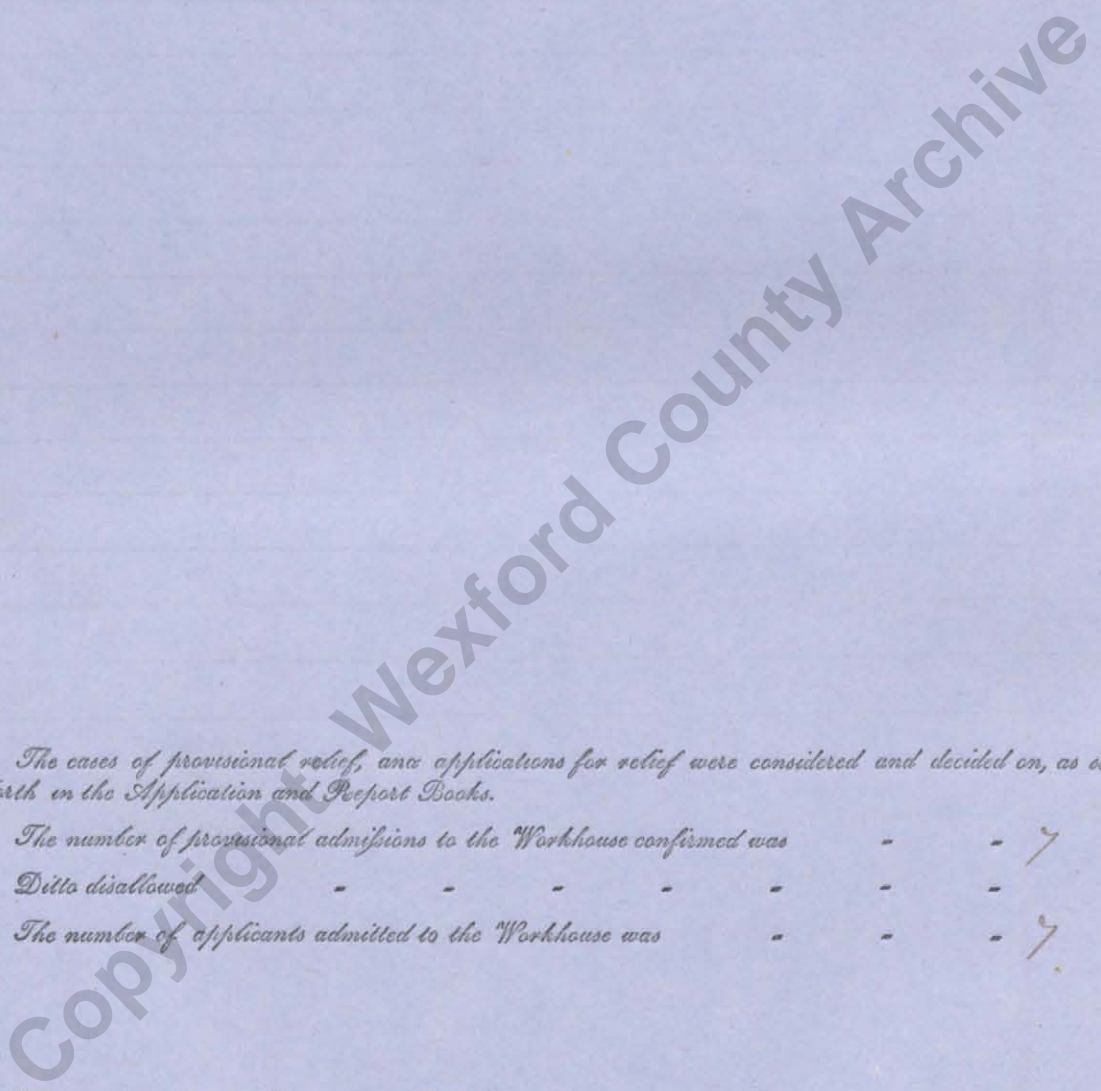 The cases of provisional relief, and applications for relief were considered and decided on, as
orth in the Application and Report Books.
The number of provisional admissions to the Workhouse confirmed was - - 7
Ditto disallowed - - - - - - -
The number of applicants admitted to the Workhouse was - - - 7.
Copyright Wexford County Archive